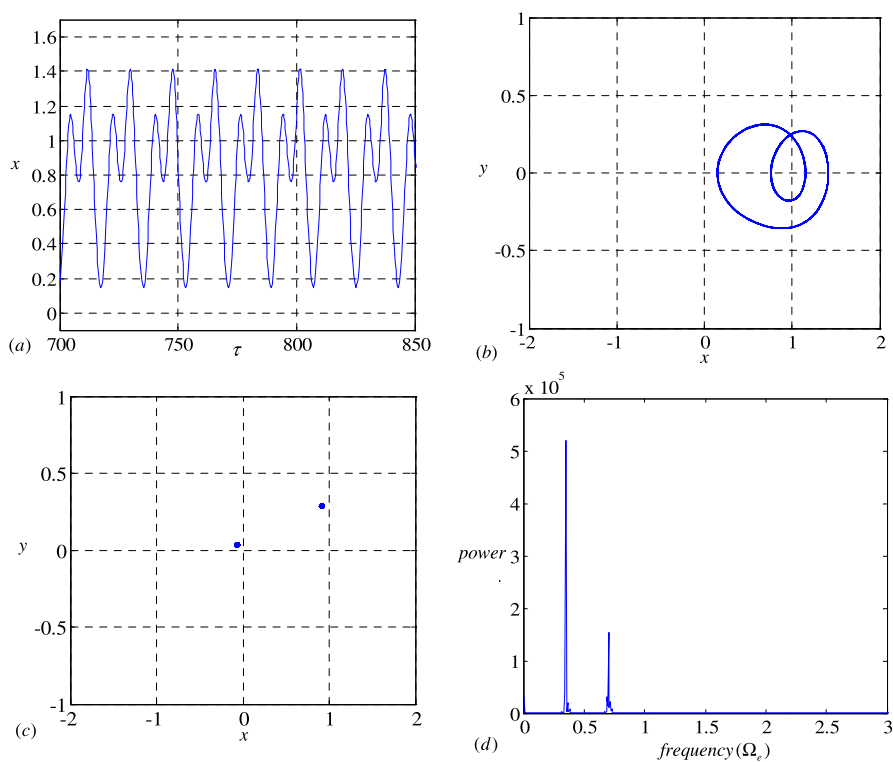 1.6
1.4
1.2
1
x
0.8
0.6
0.4
0.2
0
700 750 800 850
τ
(a)
1
0.5
y
0
-0.5
-1
-2 -1 0 1 2
x
(b)
1
0.5
y
0
-0.5
-1
-2 -1 0 1 2
x
(c)
x 10^5
6
5
4
3
power
2
1
0
0 0.5 1 1.5 2 2.5 3
frequency(Ω_e)
(d)